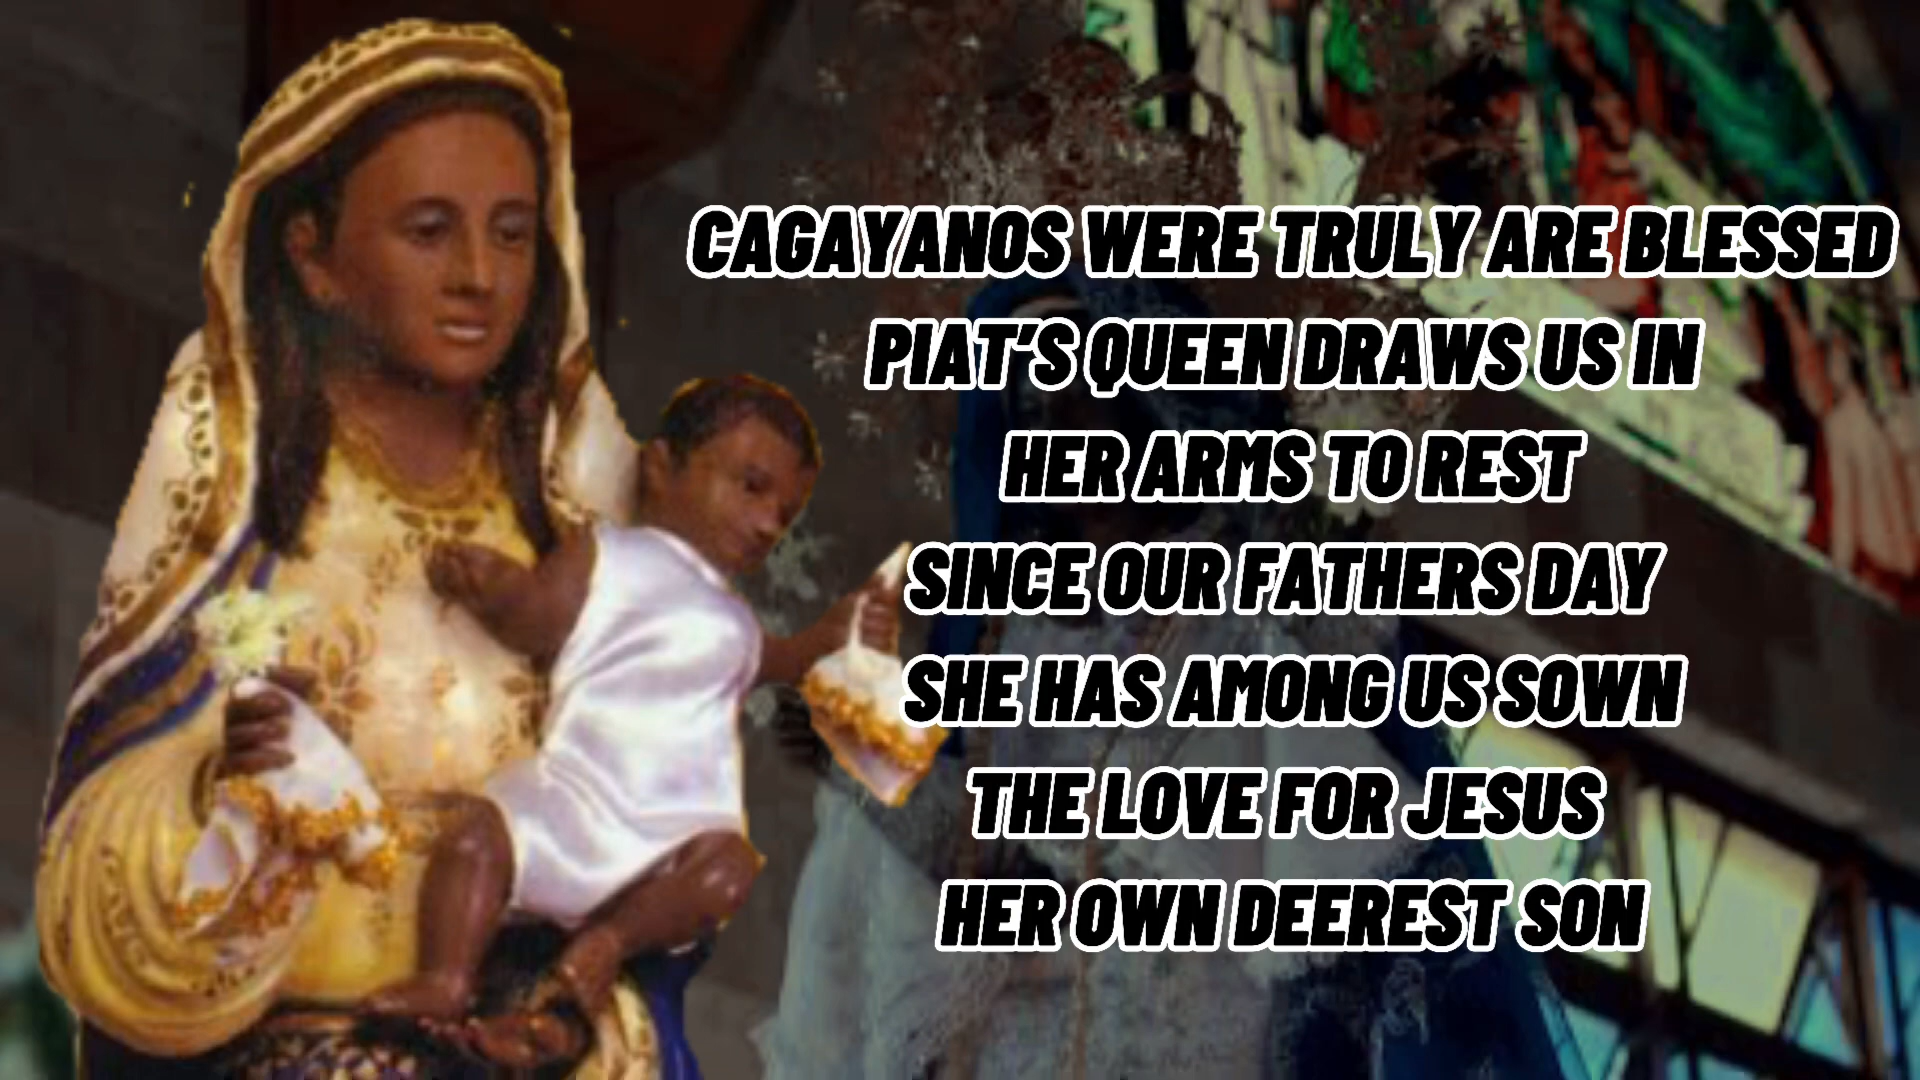 CAGAYANOS WERE TRULY ARE BLESSED
PIAT'S QUEEN DRAWS US IN
HER ARMS TO REST
SINCE OUR FATHERS DAY
SHE HAS AMONG US SOWN
THE LOVE FOR JESUS
HER OWN DEEREST SON